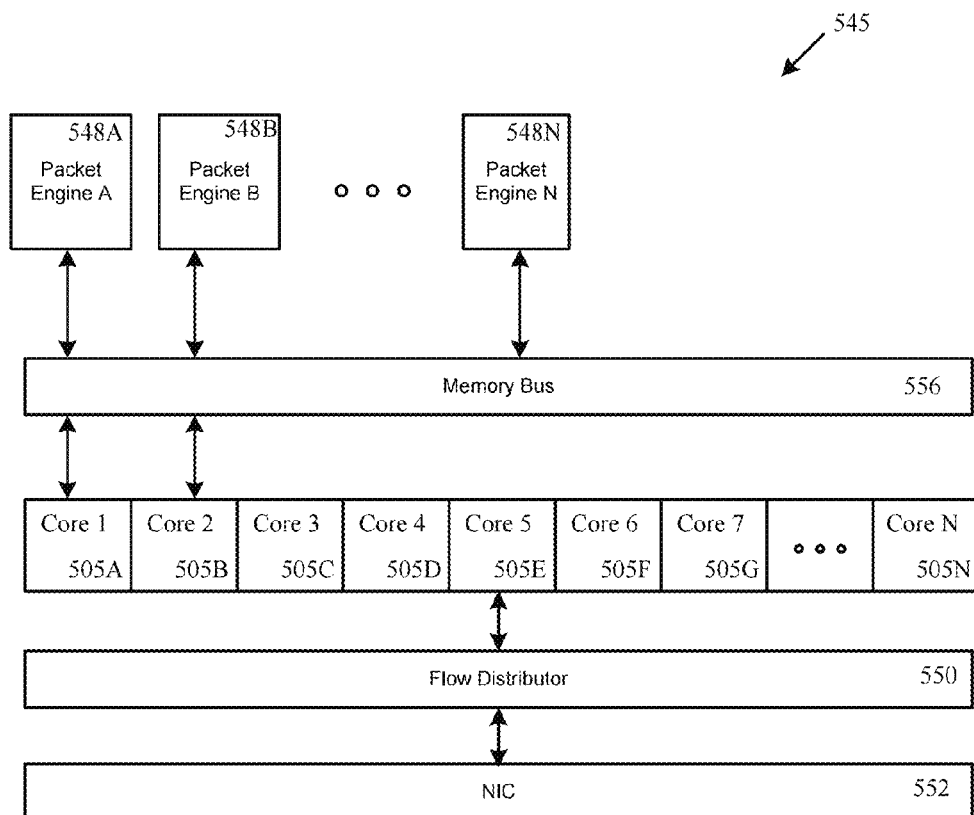 545
548A
Packet
Engine A
548B
Packet
Engine B
548N
Packet
Engine N
Memory Bus
556
Core 1
505A
Core 2
505B
Core 3
505C
Core 4
505D
Core 5
505E
Core 6
505F
Core 7
505G
Core N
505N
Flow Distributor
550
NIC
552